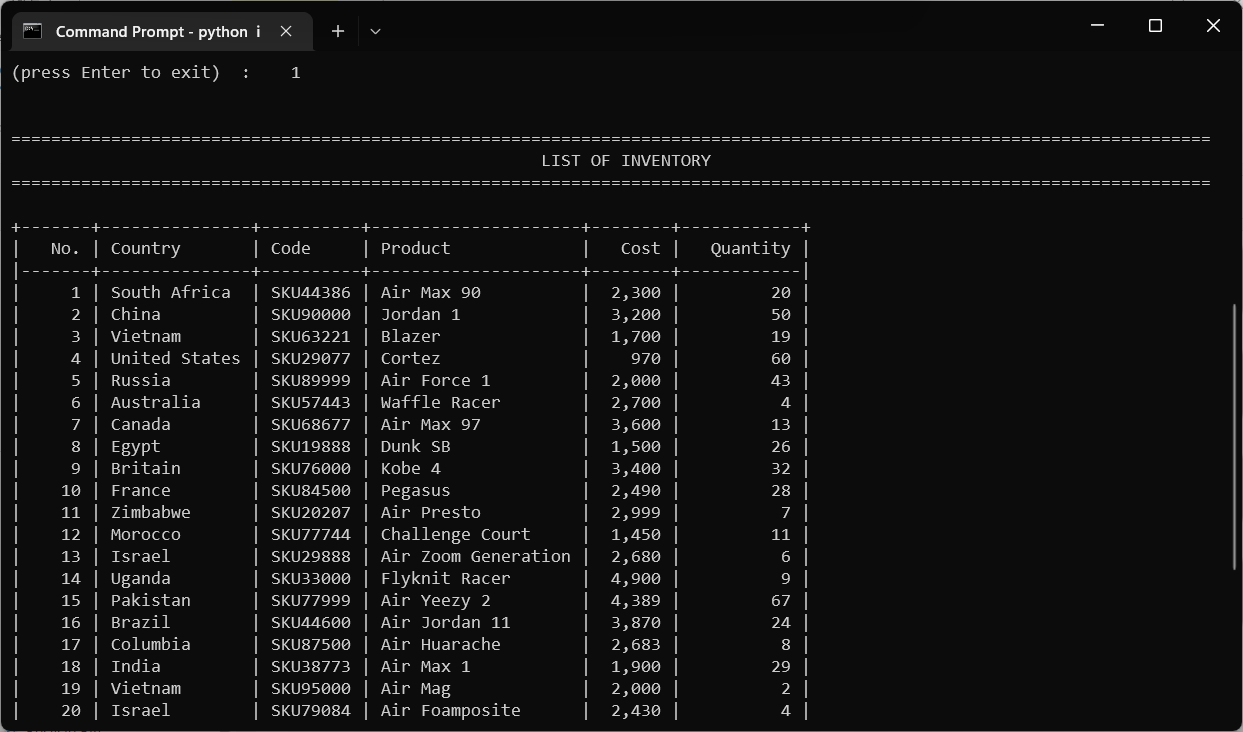 Command Prompt - python  i
(press Enter to exit)  :    1
========================================================================================================================
                                                     LIST OF INVENTORY
========================================================================================================================
+-------+---------------+----------+---------------------+--------+------------+
|   No. | Country       | Code     | Product             |   Cost |   Quantity |
|-------+---------------+----------+---------------------+--------+------------|
|     1 | South Africa  | SKU44386 | Air Max 90          |  2,300 |         20 |
|     2 | China         | SKU90000 | Jordan 1            |  3,200 |         50 |
|     3 | Vietnam       | SKU63221 | Blazer              |  1,700 |         19 |
|     4 | United States | SKU29077 | Cortez              |    970 |         60 |
|     5 | Russia        | SKU89999 | Air Force 1         |  2,000 |         43 |
|     6 | Australia     | SKU57443 | Waffle Racer        |  2,700 |          4 |
|     7 | Canada        | SKU68677 | Air Max 97          |  3,600 |         13 |
|     8 | Egypt         | SKU19888 | Dunk SB             |  1,500 |         26 |
|     9 | Britain       | SKU76000 | Kobe 4              |  3,400 |         32 |
|    10 | France        | SKU84500 | Pegasus             |  2,490 |         28 |
|    11 | Zimbabwe      | SKU20207 | Air Presto          |  2,999 |          7 |
|    12 | Morocco       | SKU77744 | Challenge Court     |  1,450 |         11 |
|    13 | Israel        | SKU29888 | Air Zoom Generation |  2,680 |          6 |
|    14 | Uganda        | SKU33000 | Flyknit Racer       |  4,900 |          9 |
|    15 | Pakistan      | SKU77999 | Air Yeezy 2         |  4,389 |         67 |
|    16 | Brazil        | SKU44600 | Air Jordan 11       |  3,870 |         24 |
|    17 | Columbia      | SKU87500 | Air Huarache        |  2,683 |          8 |
|    18 | India         | SKU38773 | Air Max 1           |  1,900 |         29 |
|    19 | Vietnam       | SKU95000 | Air Mag             |  2,000 |          2 |
|    20 | Israel        | SKU79084 | Air Foamposite      |  2,430 |          4 |